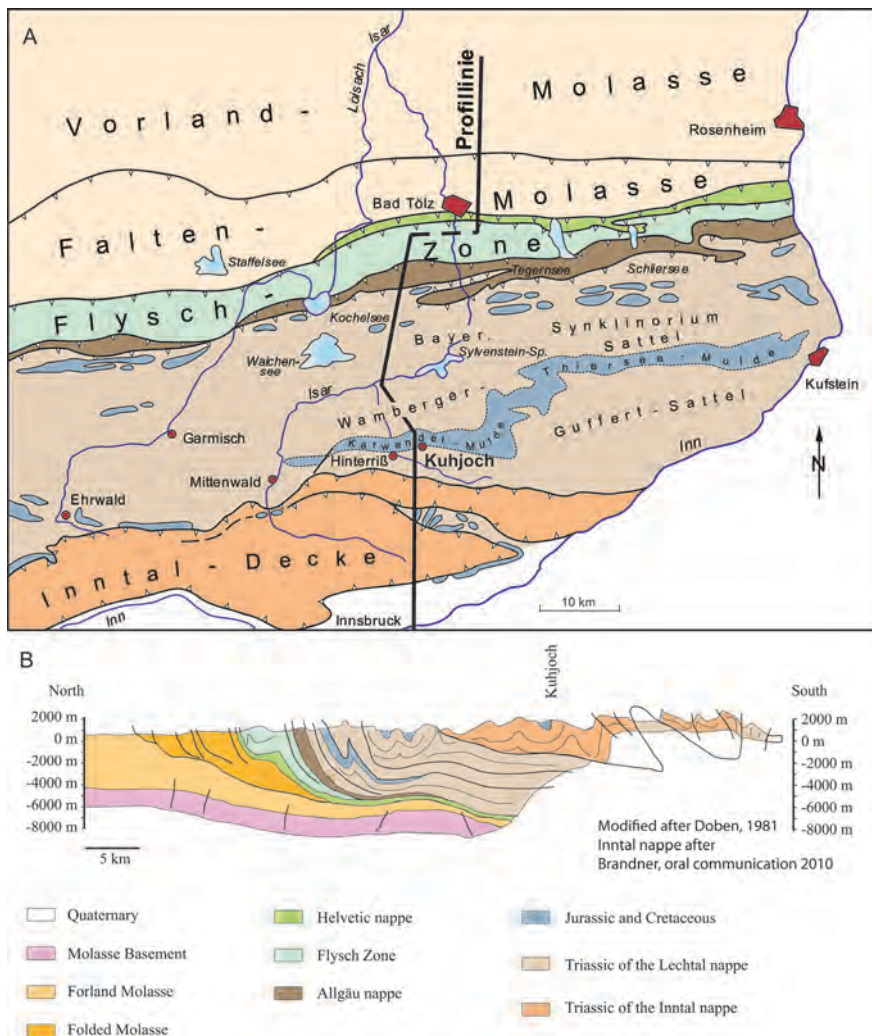 A
Isar
Loisach
Profillinie
Vorland-
Molasse
Rosenheim
Bad Tölz
Molasse
Falten-
Staffelsee
Zone
Tegernsee
Schliersee
Flysch-
Kochelsee
Bayer.
Synklinorium
Sattel
Walchen-
see
Sylvenstein-Sp.
Thiersee-Mulde
Isar
Wamberger-
Kufstein
Guffert-Sattel
Karwendel-Mulde
Garmisch
Hinterriß
Kuhjoch
Inn
N
Mittenwald
Ehrwald
Inntal-Decke
10 km
Inn
Innsbruck
B
Kuhjoch
North
South
2000 m
0 m
-2000 m
-4000 m
-6000 m
-8000 m
2000 m
0 m
-2000 m
-4000 m
-6000 m
-8000 m
5 km
Modified after Doben, 1981
Inntal nappe after
Brandner, oral communication 2010
Quaternary
Molasse Basement
Forland Molasse
Folded Molasse
Helvetic nappe
Flysch Zone
Allgäu nappe
Jurassic and Cretaceous
Triassic of the Lechtal nappe
Triassic of the Inntal nappe